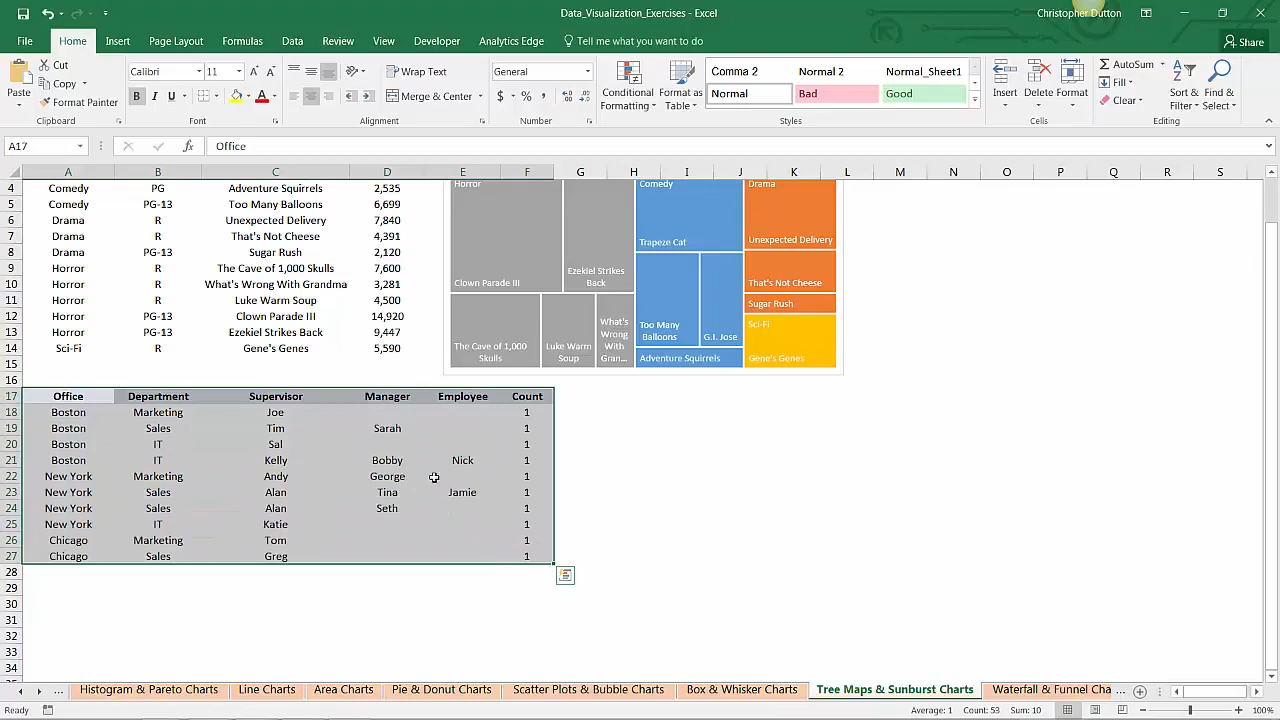 Data_Visualization_Exercises - Excel
Christopher Dutton
File Home Insert Page Layout Formulas Data Review View Developer Analytics Edge Tell me what you want to do Share
Paste
Cut
Copy
Format Painter
Clipboard
Calibri 11
B I U
Font
Wrap Text
Merge & Center
Alignment
General
$ % ,
Number
Conditional Formatting
Format as Table
Comma 2 Normal 2 Normal_Sheet1
Normal Bad Good
Styles
Insert Delete Format
Cells
AutoSum
Fill
Clear
Sort & Filter
Find & Select
Editing
A17 fx Office
A B C D E F G H I J K L M N O P Q R S
4 Comedy PG Adventure Squirrels 2,535
5 Comedy PG-13 Too Many Balloons 6,699
6 Drama R Unexpected Delivery 7,840
7 Drama R That's Not Cheese 4,391
8 Drama PG-13 Sugar Rush 2,120
9 Horror R The Cave of 1,000 Skulls 7,600
10 Horror R What's Wrong With Grandma 3,281
11 Horror R Luke Warm Soup 4,500
12 Horror PG-13 Clown Parade III 14,920
13 Horror PG-13 Ezekiel Strikes Back 9,447
14 Sci-Fi R Gene's Genes 5,590
15
16
Horror
Clown Parade III
Ezekiel Strikes Back
The Cave of 1,000 Skulls
Luke Warm Soup
What's Wrong With Gran...
Comedy
Trapeze Cat
Too Many Balloons
G.I. Jose
Adventure Squirrels
Drama
Unexpected Delivery
That's Not Cheese
Sugar Rush
Sci-Fi
Gene's Genes
17 Office Department Supervisor Manager Employee Count
18 Boston Marketing Joe 1
19 Boston Sales Tim Sarah 1
20 Boston IT Sal 1
21 Boston IT Kelly Bobby Nick 1
22 New York Marketing Andy George 1
23 New York Sales Alan Tina Jamie 1
24 New York Sales Alan Seth 1
25 New York IT Katie 1
26 Chicago Marketing Tom 1
27 Chicago Sales Greg 1
28
29
30
31
32
33
34
... Histogram & Pareto Charts Line Charts Area Charts Pie & Donut Charts Scatter Plots & Bubble Charts Box & Whisker Charts Tree Maps & Sunburst Charts Waterfall & Funnel Cha ...
Ready Average: 1 Count: 53 Sum: 10 100%